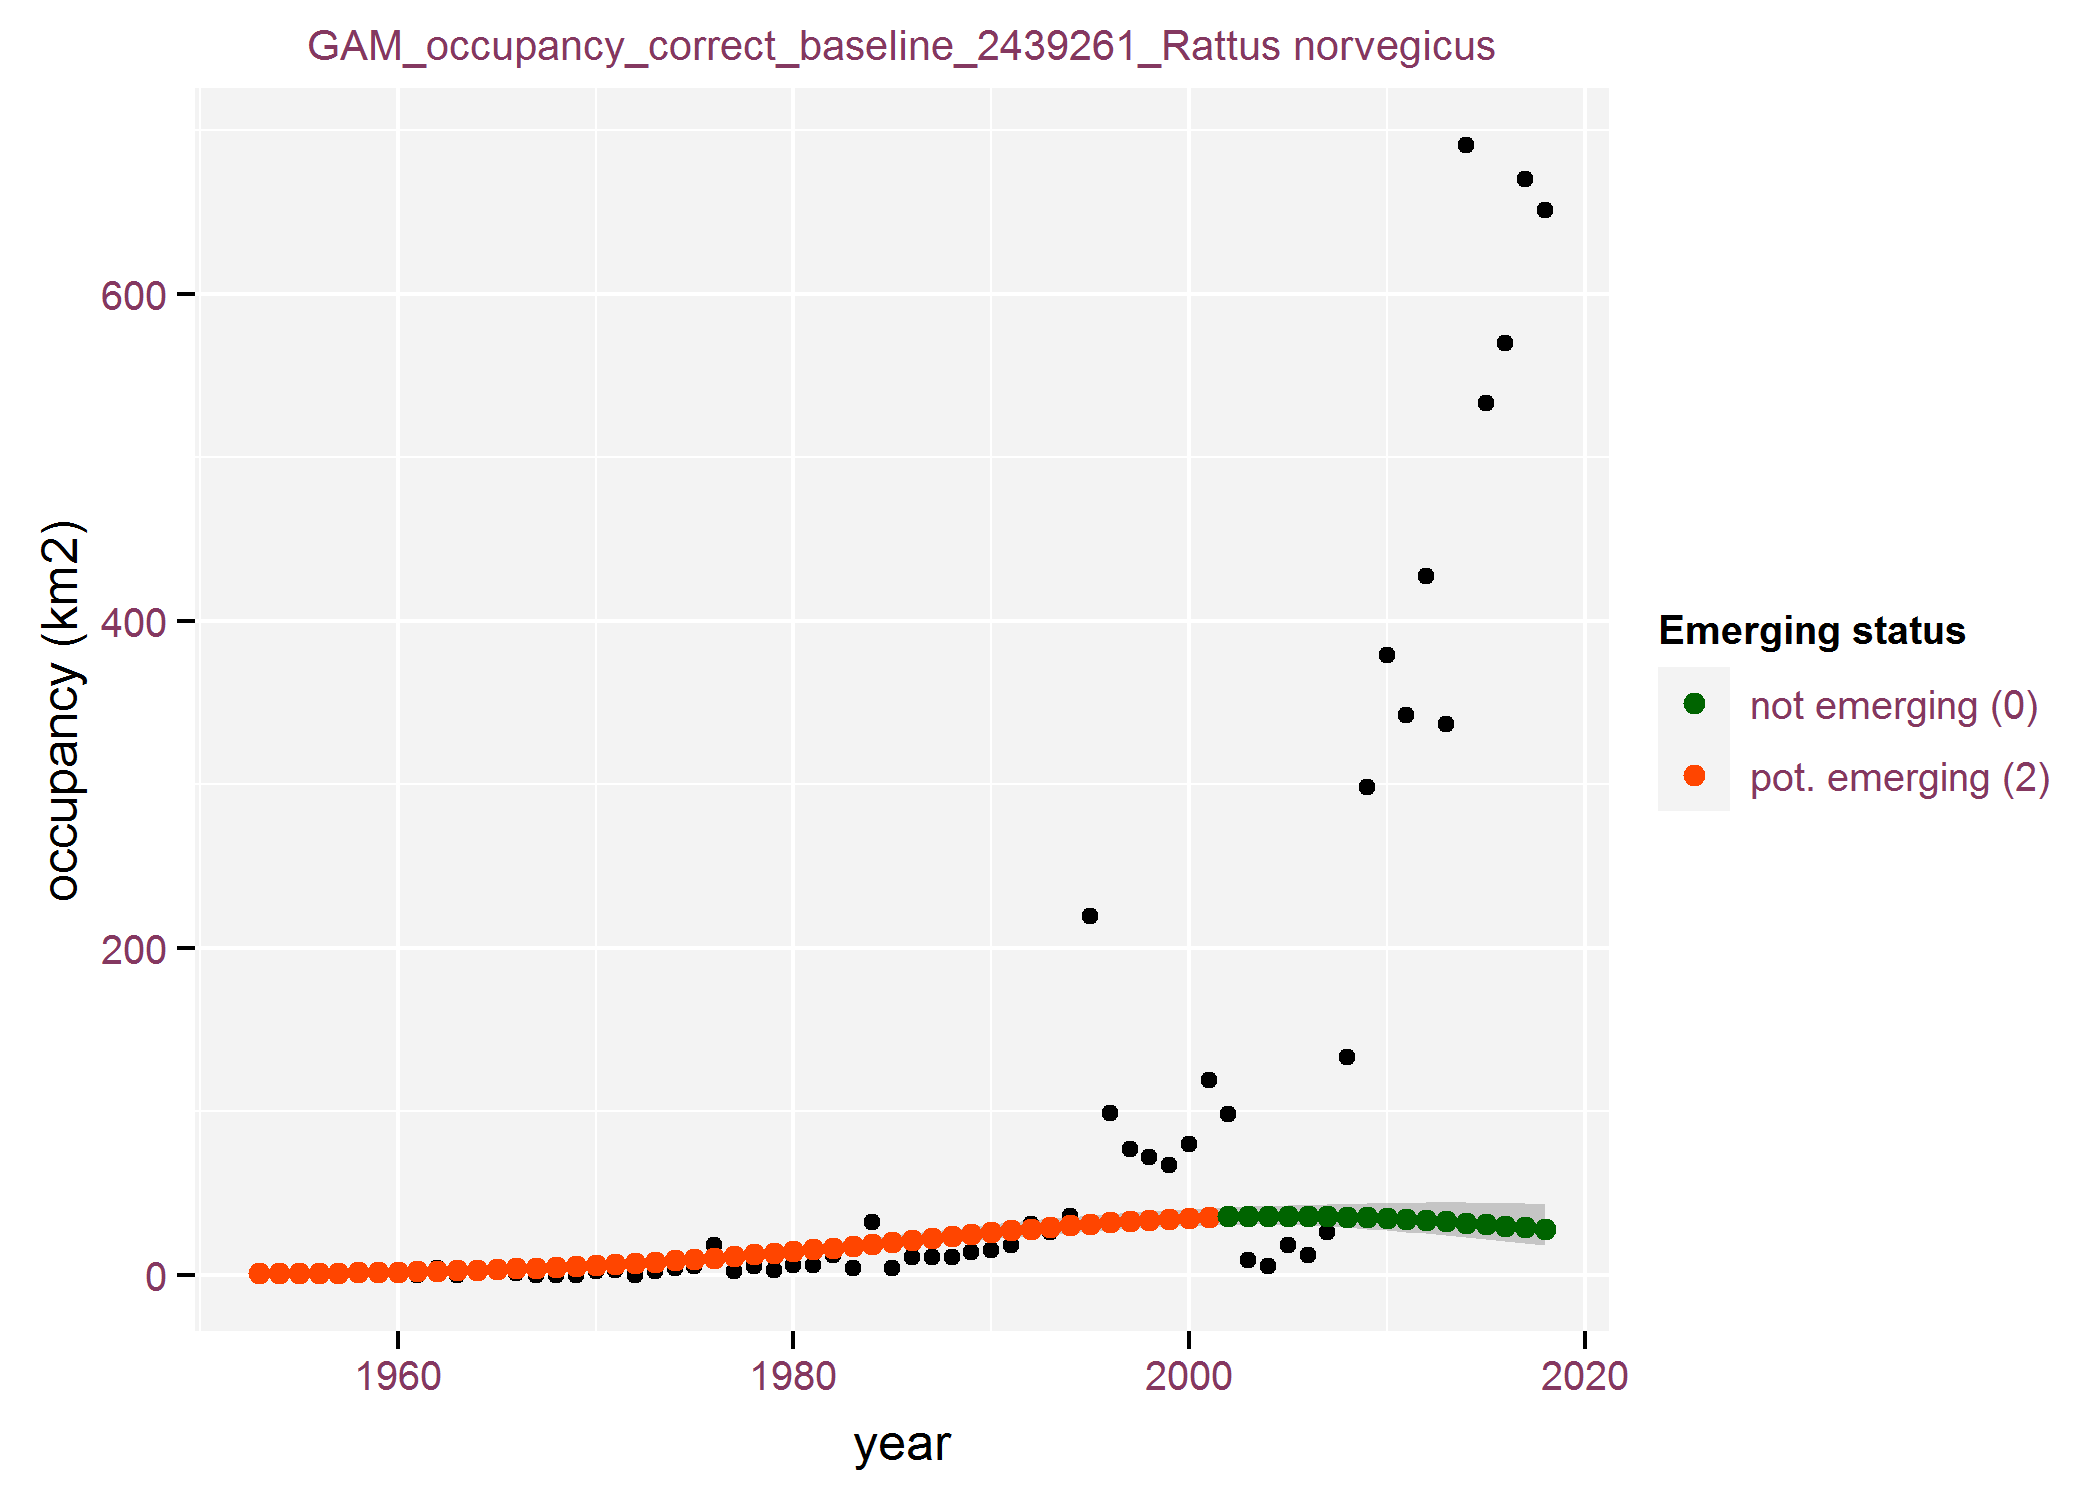 GAM_occupancy_correct_baseline_2439261_Rattus norvegicus
occupancy (km2)
600
400
200
0
1960
1980
2000
2020
year
Emerging status
not emerging (0)
pot. emerging (2)